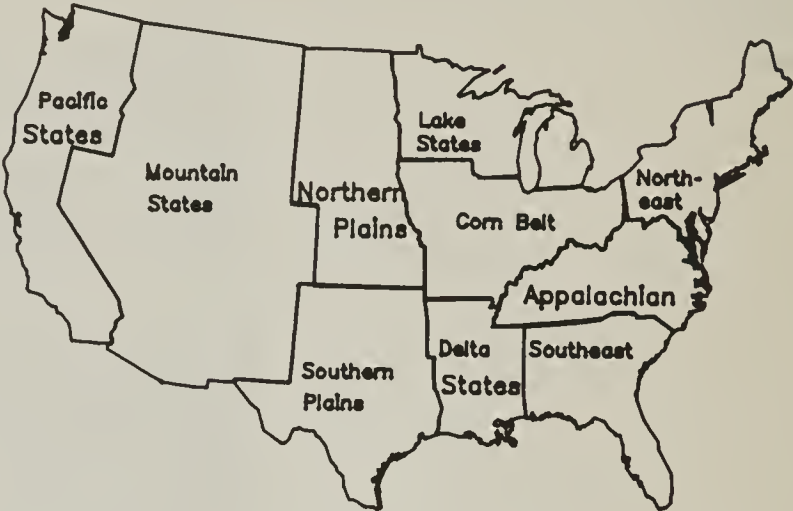 Pacific
States
Mountain
States
Northern
Plains
Lake
States
Corn Belt
North-
east
Appalachian
Southern
Plains
Delta
States
Southeast